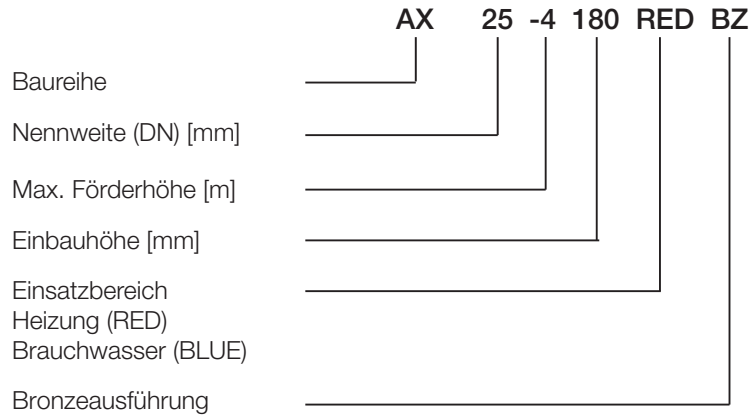 AX 25 -4 180 RED BZ
Baureihe
Nennweite (DN) [mm]
Max. Förderhöhe [m]
Einbauhöhe [mm]
Einsatzbereich
Heizung (RED)
Brauchwasser (BLUE)
Bronzeausführung